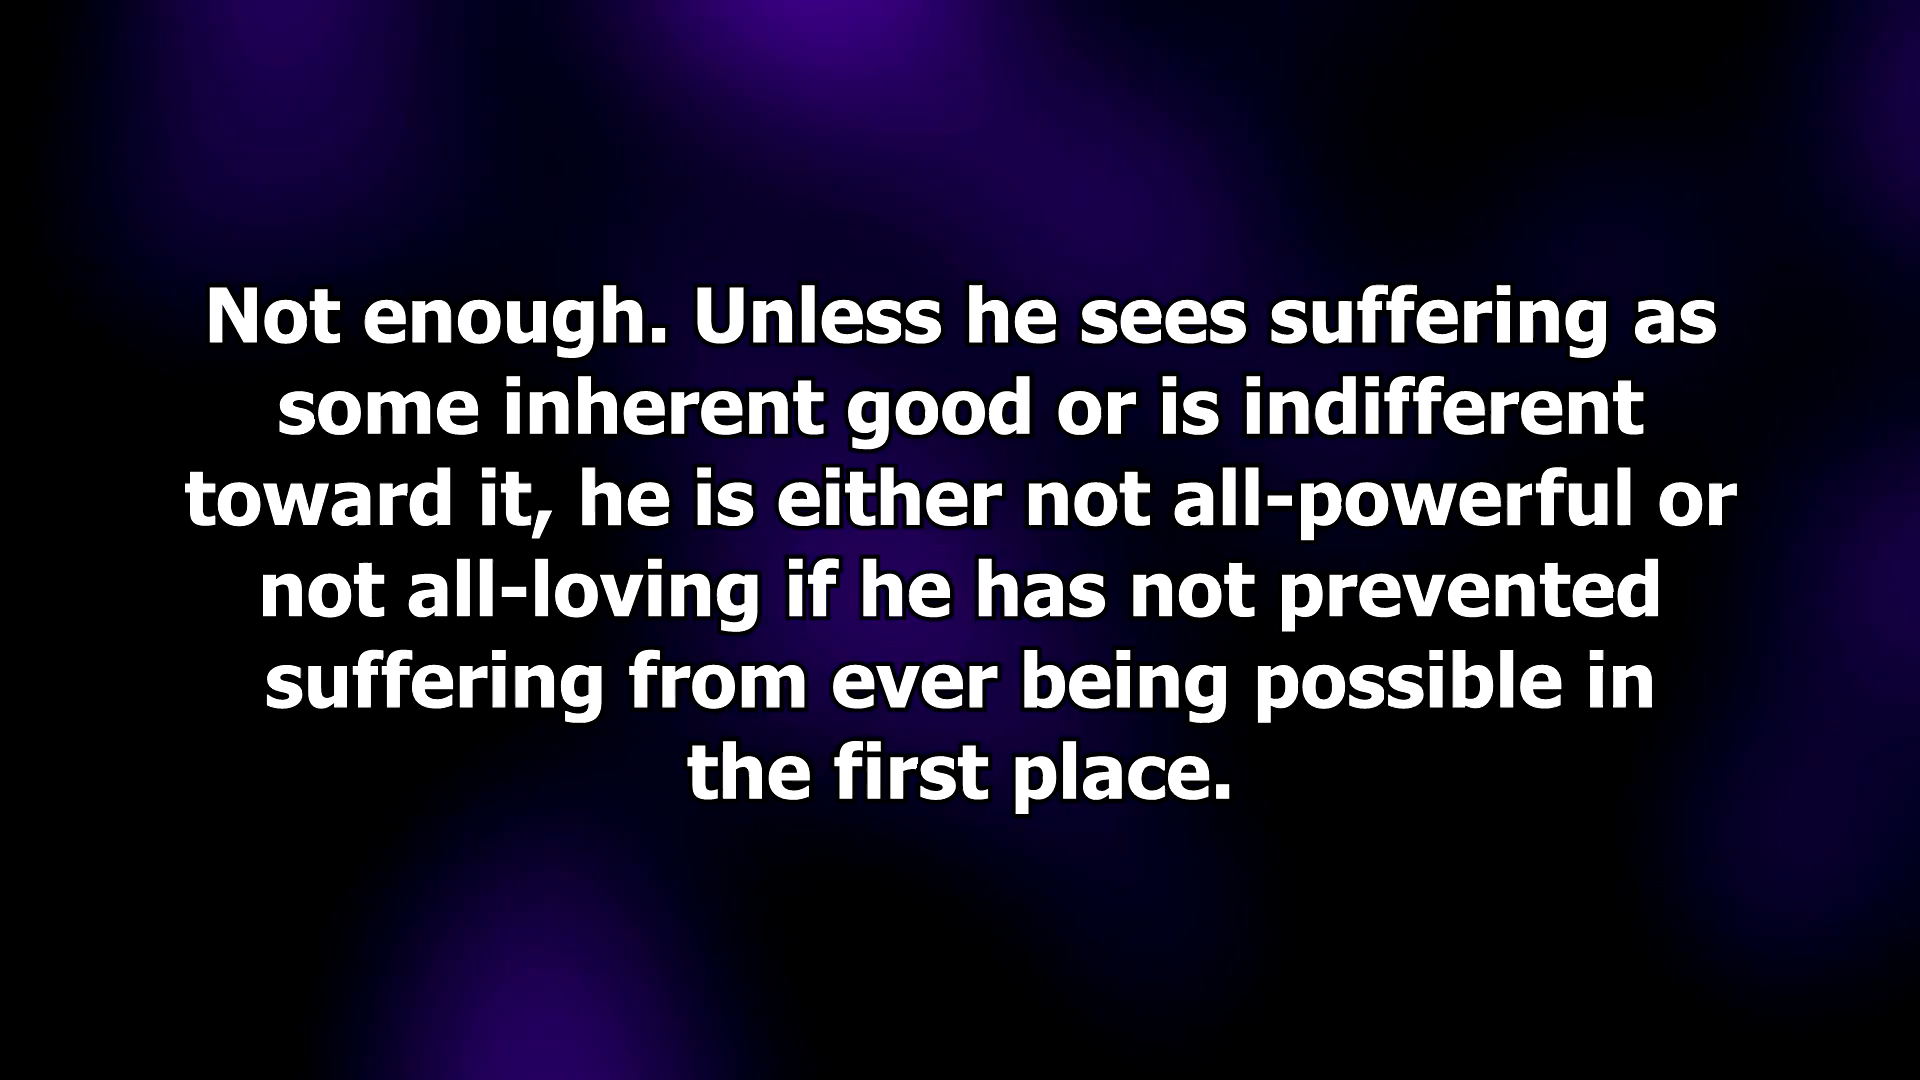 Not enough. Unless he sees suffering as
some inherent good or is indifferent
toward it, he is either not all-powerful or
not all-loving if he has not prevented
suffering from ever being possible in
the first place.